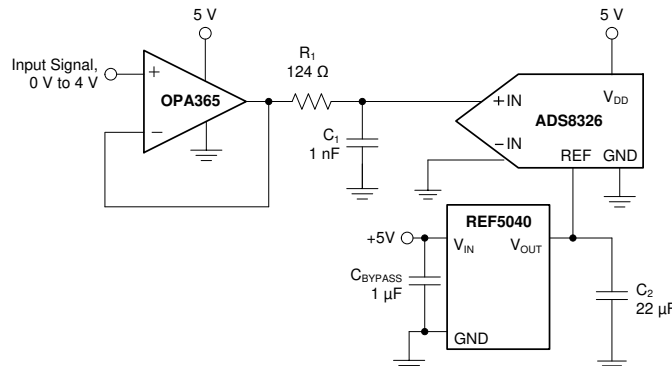 5 V
Input Signal,
0 V to 4 V
+
OPA365
−
R1
124 Ω
C1
1 nF
5 V
+IN
VDD
ADS8326
−IN
REF
GND
REF5040
+5V
VIN
VOUT
CBYPASS
1 µF
GND
C2
22 µF